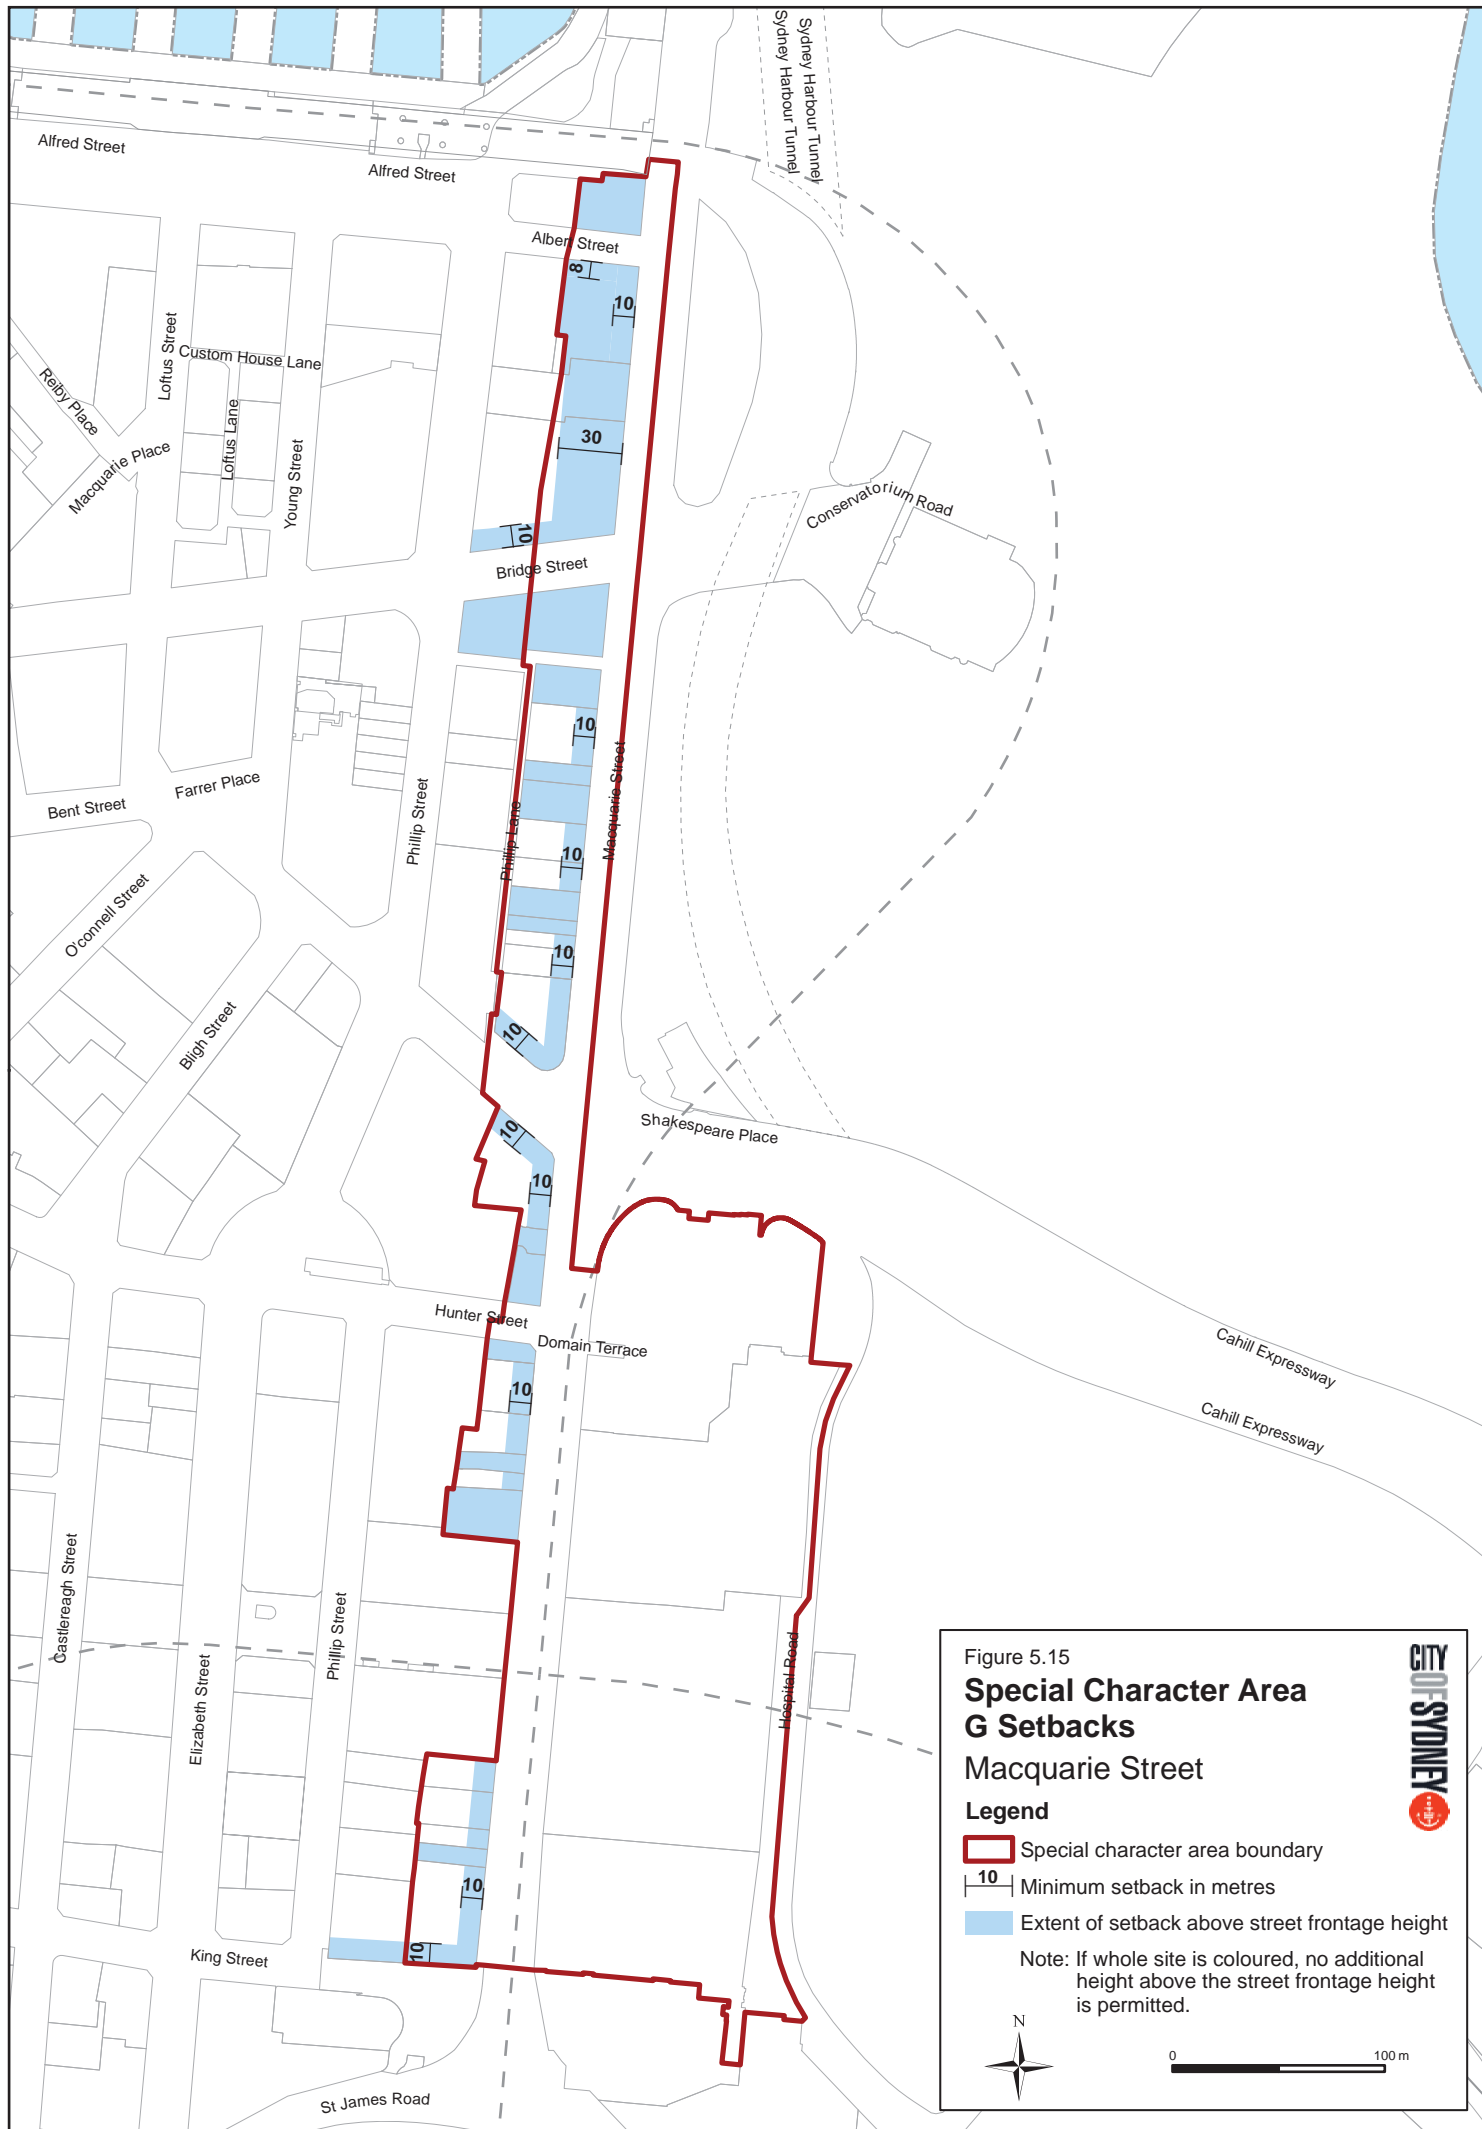 Sydney Harbour Tunnel
Sydney Harbour Tunnel
Alfred Street
Alfred Street
Albert Street
8
10
Loftus Street
Custom House Lane
Reiby Place
Loftus Lane
Macquarie Place
Young Street
30
Conservatorium Road
10
Bridge Street
10
Macquarie Street
Bent Street
Farrer Place
Phillip Street
Phillip Lane
10
O'connell Street
10
Bligh Street
10
10
Shakespeare Place
10
Hunter Street
Domain Terrace
Cahill Expressway
10
Cahill Expressway
Castlereagh Street
Phillip Street
Elizabeth Street
Hospital Road
10
King Street
10
St James Road
Figure 5.15
Special Character Area
G Setbacks
Macquarie Street
CITY OF SYDNEY
Legend
Special character area boundary
10 Minimum setback in metres
Extent of setback above street frontage height
Note: If whole site is coloured, no additional
height above the street frontage height
is permitted.
N
0 100 m